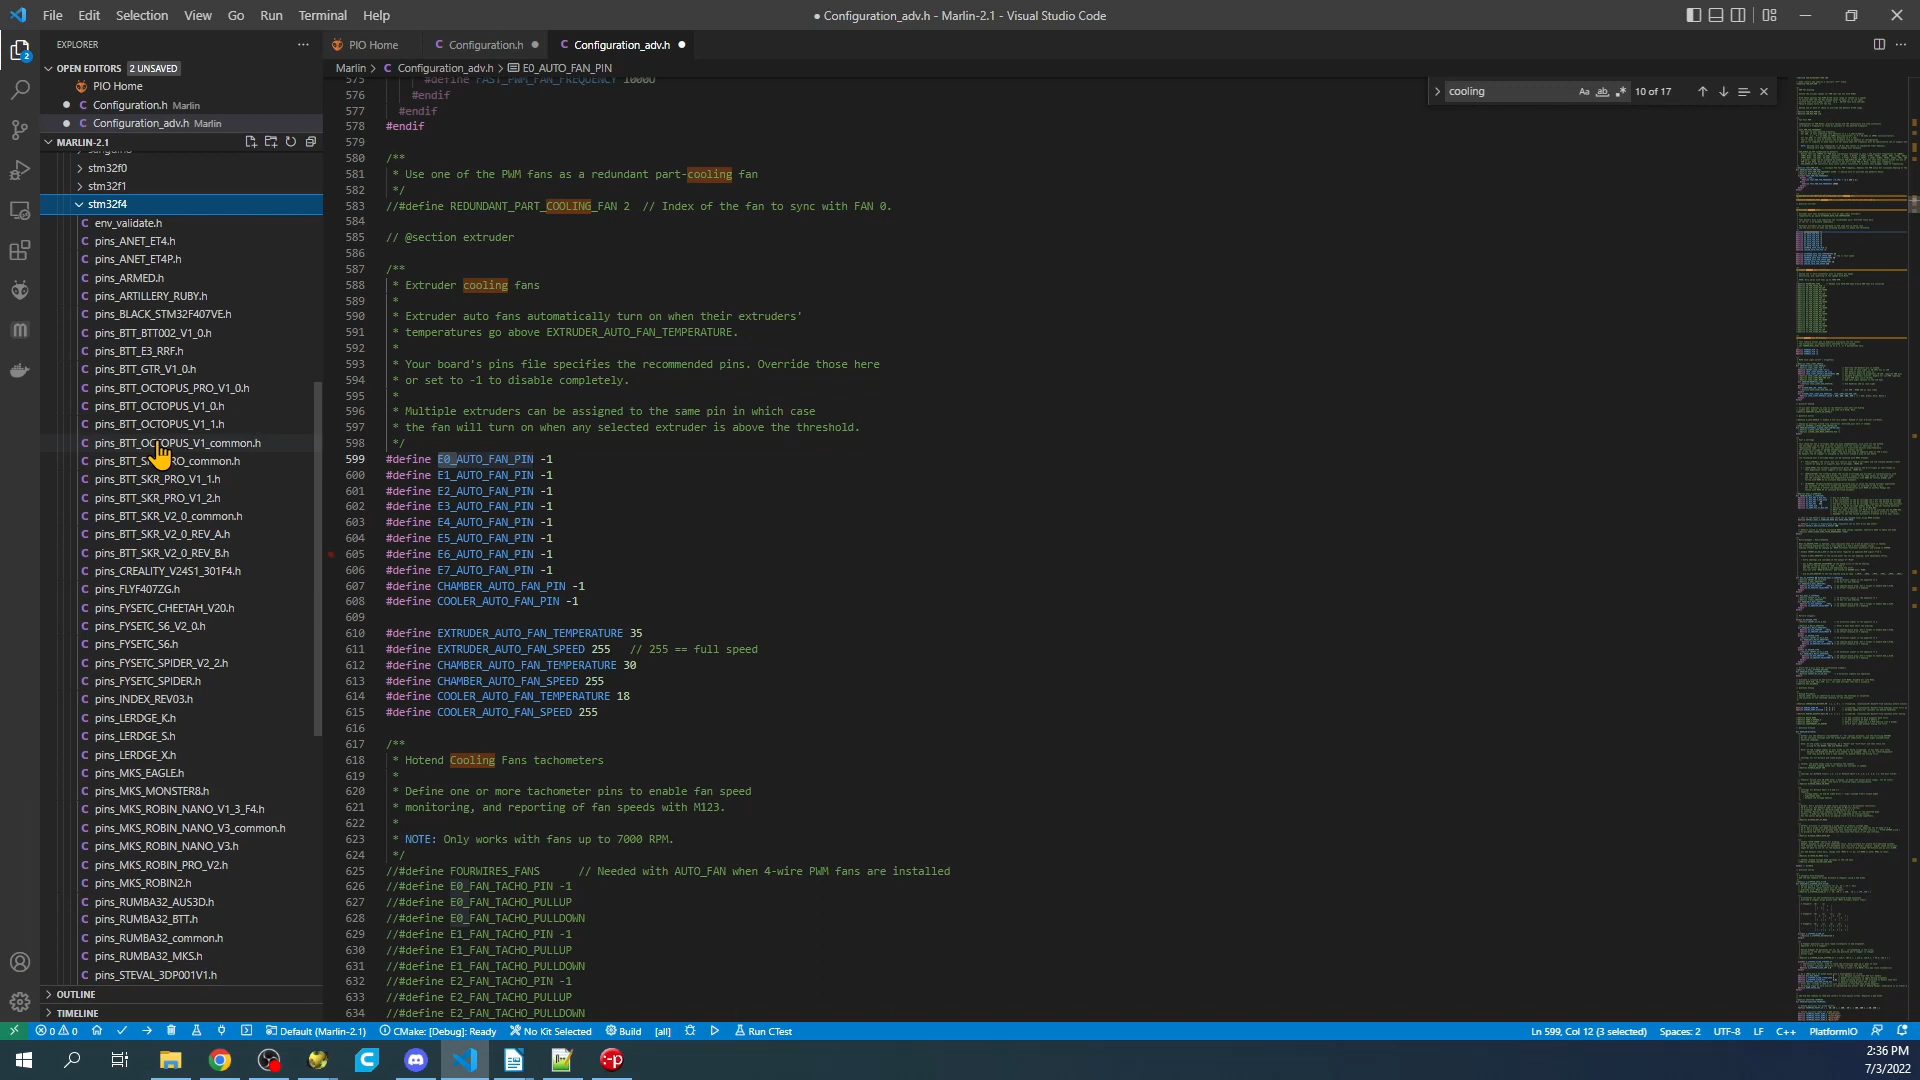 File Edit Selection View Go Run Terminal Help
● Configuration_adv.h - Marlin-2.1 - Visual Studio Code
EXPLORER
OPEN EDITORS 2 UNSAVED
PIO Home
Configuration.h Marlin
Configuration_adv.h Marlin
MARLIN-2.1
stm32f0
stm32f1
stm32f4
env_validate.h
pins_ANET_ET4.h
pins_ANET_ET4P.h
pins_ARMED.h
pins_ARTILLERY_RUBY.h
pins_BLACK_STM32F407VE.h
pins_BTT_BTT002_V1_0.h
pins_BTT_E3_RRF.h
pins_BTT_GTR_V1_0.h
pins_BTT_OCTOPUS_PRO_V1_0.h
pins_BTT_OCTOPUS_V1_0.h
pins_BTT_OCTOPUS_V1_1.h
pins_BTT_OCTOPUS_V1_common.h
pins_BTT_SKR_PRO_common.h
pins_BTT_SKR_PRO_V1_1.h
pins_BTT_SKR_PRO_V1_2.h
pins_BTT_SKR_V2_0_common.h
pins_BTT_SKR_V2_0_REV_A.h
pins_BTT_SKR_V2_0_REV_B.h
pins_CREALITY_V24S1_301F4.h
pins_FLYF407ZG.h
pins_FYSETC_CHEETAH_V20.h
pins_FYSETC_S6_V2_0.h
pins_FYSETC_S6.h
pins_FYSETC_SPIDER_V2_2.h
pins_FYSETC_SPIDER.h
pins_INDEX_REV03.h
pins_LERDGE_K.h
pins_LERDGE_S.h
pins_LERDGE_X.h
pins_MKS_EAGLE.h
pins_MKS_MONSTER8.h
pins_MKS_ROBIN_NANO_V1_3_F4.h
pins_MKS_ROBIN_NANO_V3_common.h
pins_MKS_ROBIN_NANO_V3.h
pins_MKS_ROBIN_PRO_V2.h
pins_MKS_ROBIN2.h
pins_RUMBA32_AUS3D.h
pins_RUMBA32_BTT.h
pins_RUMBA32_common.h
pins_RUMBA32_MKS.h
pins_STEVAL_3DP001V1.h
OUTLINE
TIMELINE
PIO Home
Configuration.h
Configuration_adv.h
Marlin > C Configuration_adv.h > E0_AUTO_FAN_PIN
cooling
10 of 17
575 #define FAST_PWM_FAN_FREQUENCY 1000U
576 #endif
577 #endif
578 #endif
579
580 /**
581 * Use one of the PWM fans as a redundant part-cooling fan
582 */
583 //#define REDUNDANT_PART_COOLING_FAN 2 // Index of the fan to sync with FAN 0.
584
585 // @section extruder
586
587 /**
588 * Extruder cooling fans
589 *
590 * Extruder auto fans automatically turn on when their extruders'
591 * temperatures go above EXTRUDER_AUTO_FAN_TEMPERATURE.
592 *
593 * Your board's pins file specifies the recommended pins. Override those here
594 * or set to -1 to disable completely.
595 *
596 * Multiple extruders can be assigned to the same pin in which case
597 * the fan will turn on when any selected extruder is above the threshold.
598 */
599 #define E0_AUTO_FAN_PIN -1
600 #define E1_AUTO_FAN_PIN -1
601 #define E2_AUTO_FAN_PIN -1
602 #define E3_AUTO_FAN_PIN -1
603 #define E4_AUTO_FAN_PIN -1
604 #define E5_AUTO_FAN_PIN -1
605 #define E6_AUTO_FAN_PIN -1
606 #define E7_AUTO_FAN_PIN -1
607 #define CHAMBER_AUTO_FAN_PIN -1
608 #define COOLER_AUTO_FAN_PIN -1
609
610 #define EXTRUDER_AUTO_FAN_TEMPERATURE 35
611 #define EXTRUDER_AUTO_FAN_SPEED 255 // 255 == full speed
612 #define CHAMBER_AUTO_FAN_TEMPERATURE 30
613 #define CHAMBER_AUTO_FAN_SPEED 255
614 #define COOLER_AUTO_FAN_TEMPERATURE 18
615 #define COOLER_AUTO_FAN_SPEED 255
616
617 /**
618 * Hotend Cooling Fans tachometers
619 *
620 * Define one or more tachometer pins to enable fan speed
621 * monitoring, and reporting of fan speeds with M123.
622 *
623 * NOTE: Only works with fans up to 7000 RPM.
624 */
625 //#define FOURWIRES_FANS // Needed with AUTO_FAN when 4-wire PWM fans are installed
626 //#define E0_FAN_TACHO_PIN -1
627 //#define E0_FAN_TACHO_PULLUP
628 //#define E0_FAN_TACHO_PULLDOWN
629 //#define E1_FAN_TACHO_PIN -1
630 //#define E1_FAN_TACHO_PULLUP
631 //#define E1_FAN_TACHO_PULLDOWN
632 //#define E2_FAN_TACHO_PIN -1
633 //#define E2_FAN_TACHO_PULLUP
634 //#define E2_FAN_TACHO_PULLDOWN
0 0 Default (Marlin-2.1) CMake: [Debug]: Ready No Kit Selected Build [all] Run CTest
Ln 599, Col 12 (3 selected) Spaces: 2 UTF-8 LF C++ PlatformIO
2:36 PM
7/3/2022